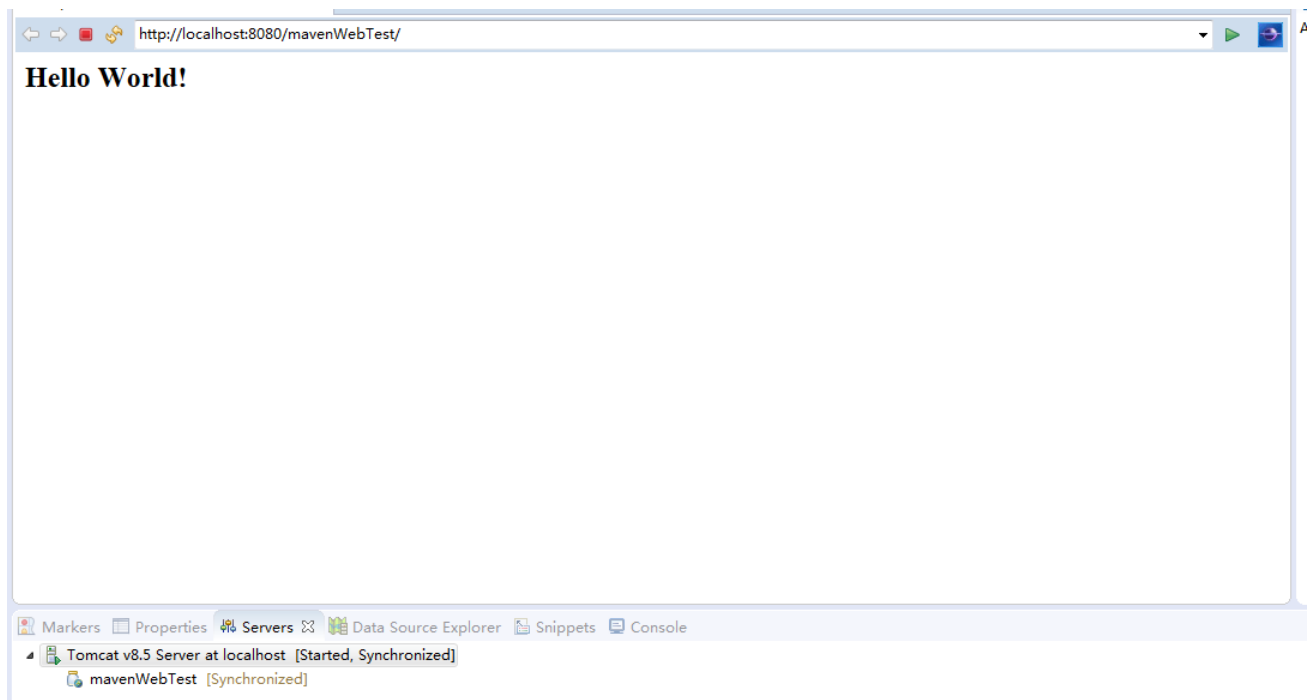 http://localhost:8080/mavenWebTest/
A
Hello World!
Markers Properties Servers Data Source Explorer Snippets Console
Tomcat v8.5 Server at localhost [Started, Synchronized]
mavenWebTest [Synchronized]